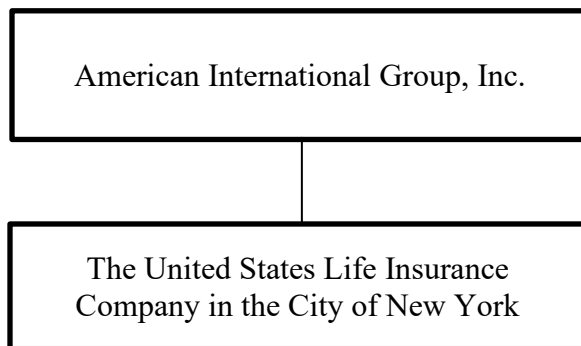 American International Group, Inc.
The United States Life Insurance
Company in the City of New York